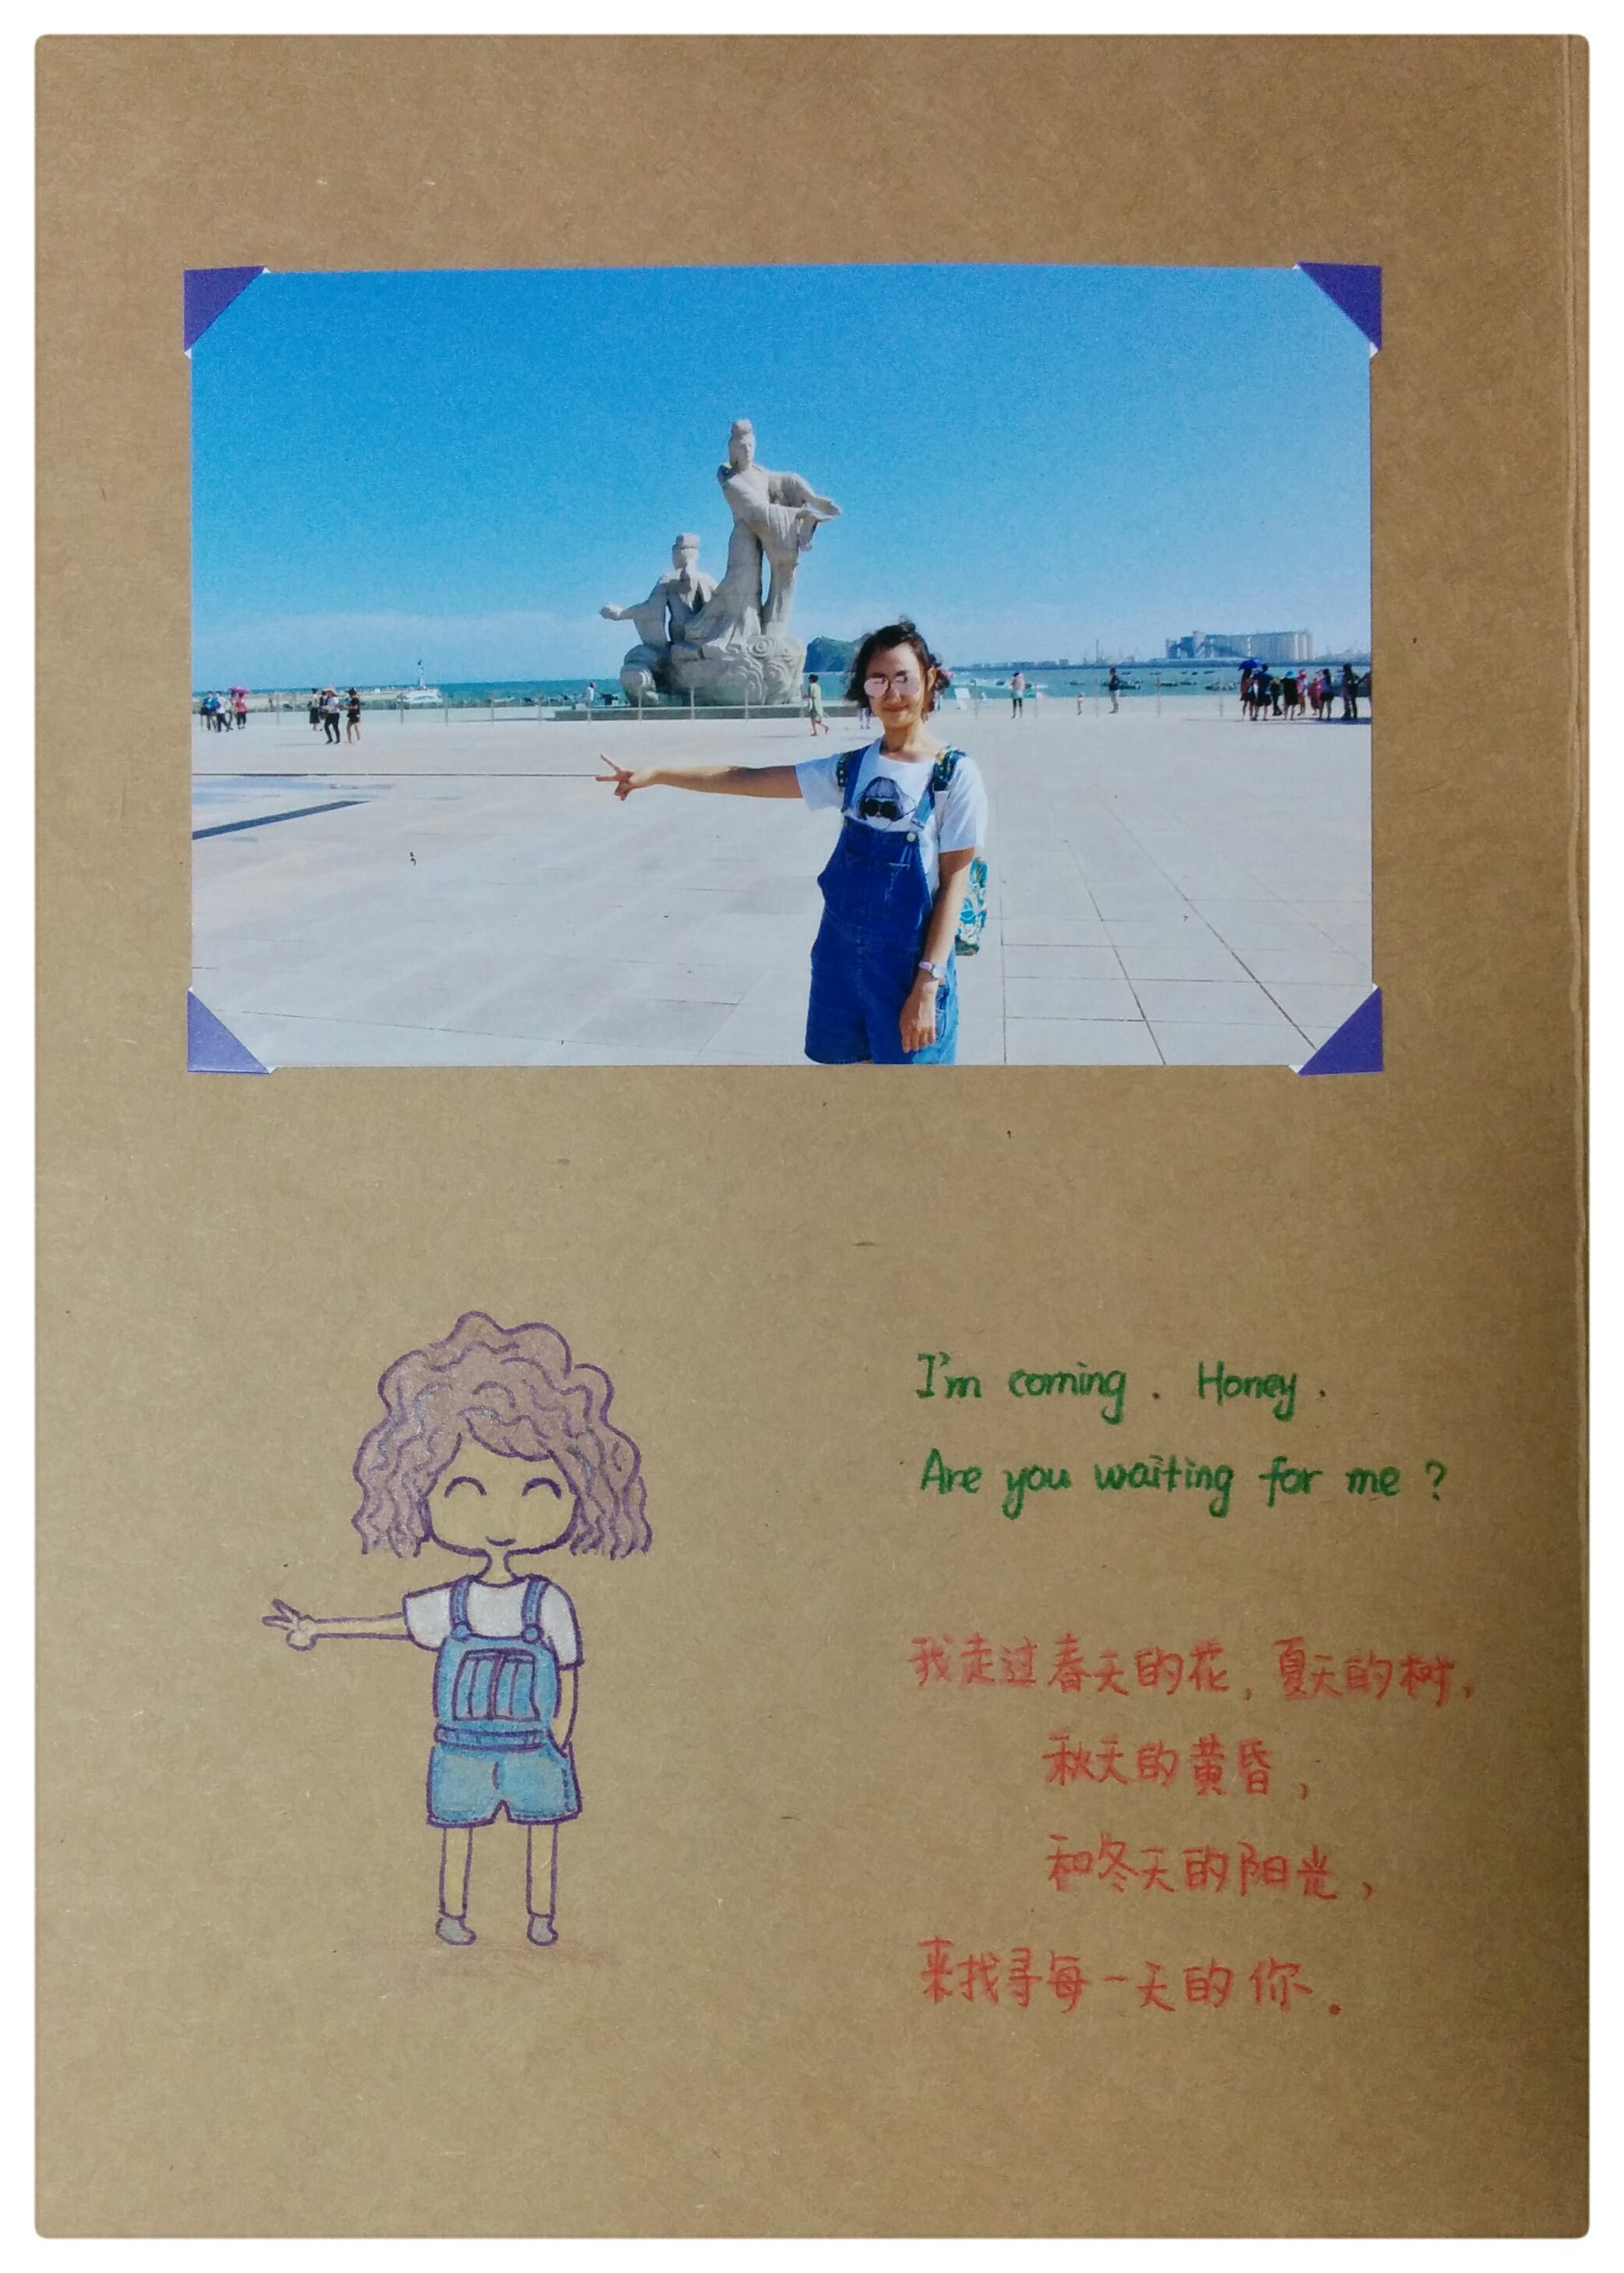 I'm coming. Honey.
Are you waiting for me?
我走过春天的花,夏天的树,
秋天的黄昏,
和冬天的阳光,
来找寻每一天的你.